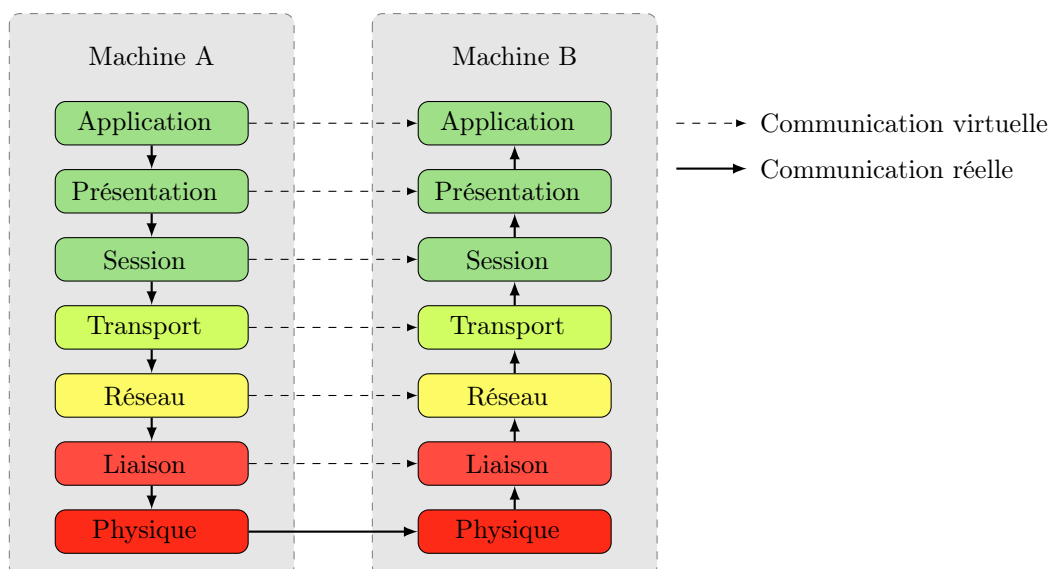 Machine A
Machine B
Application
Application
Communication virtuelle
Communication réelle
Présentation
Présentation
Session
Session
Transport
Transport
Réseau
Réseau
Liaison
Liaison
Physique
Physique